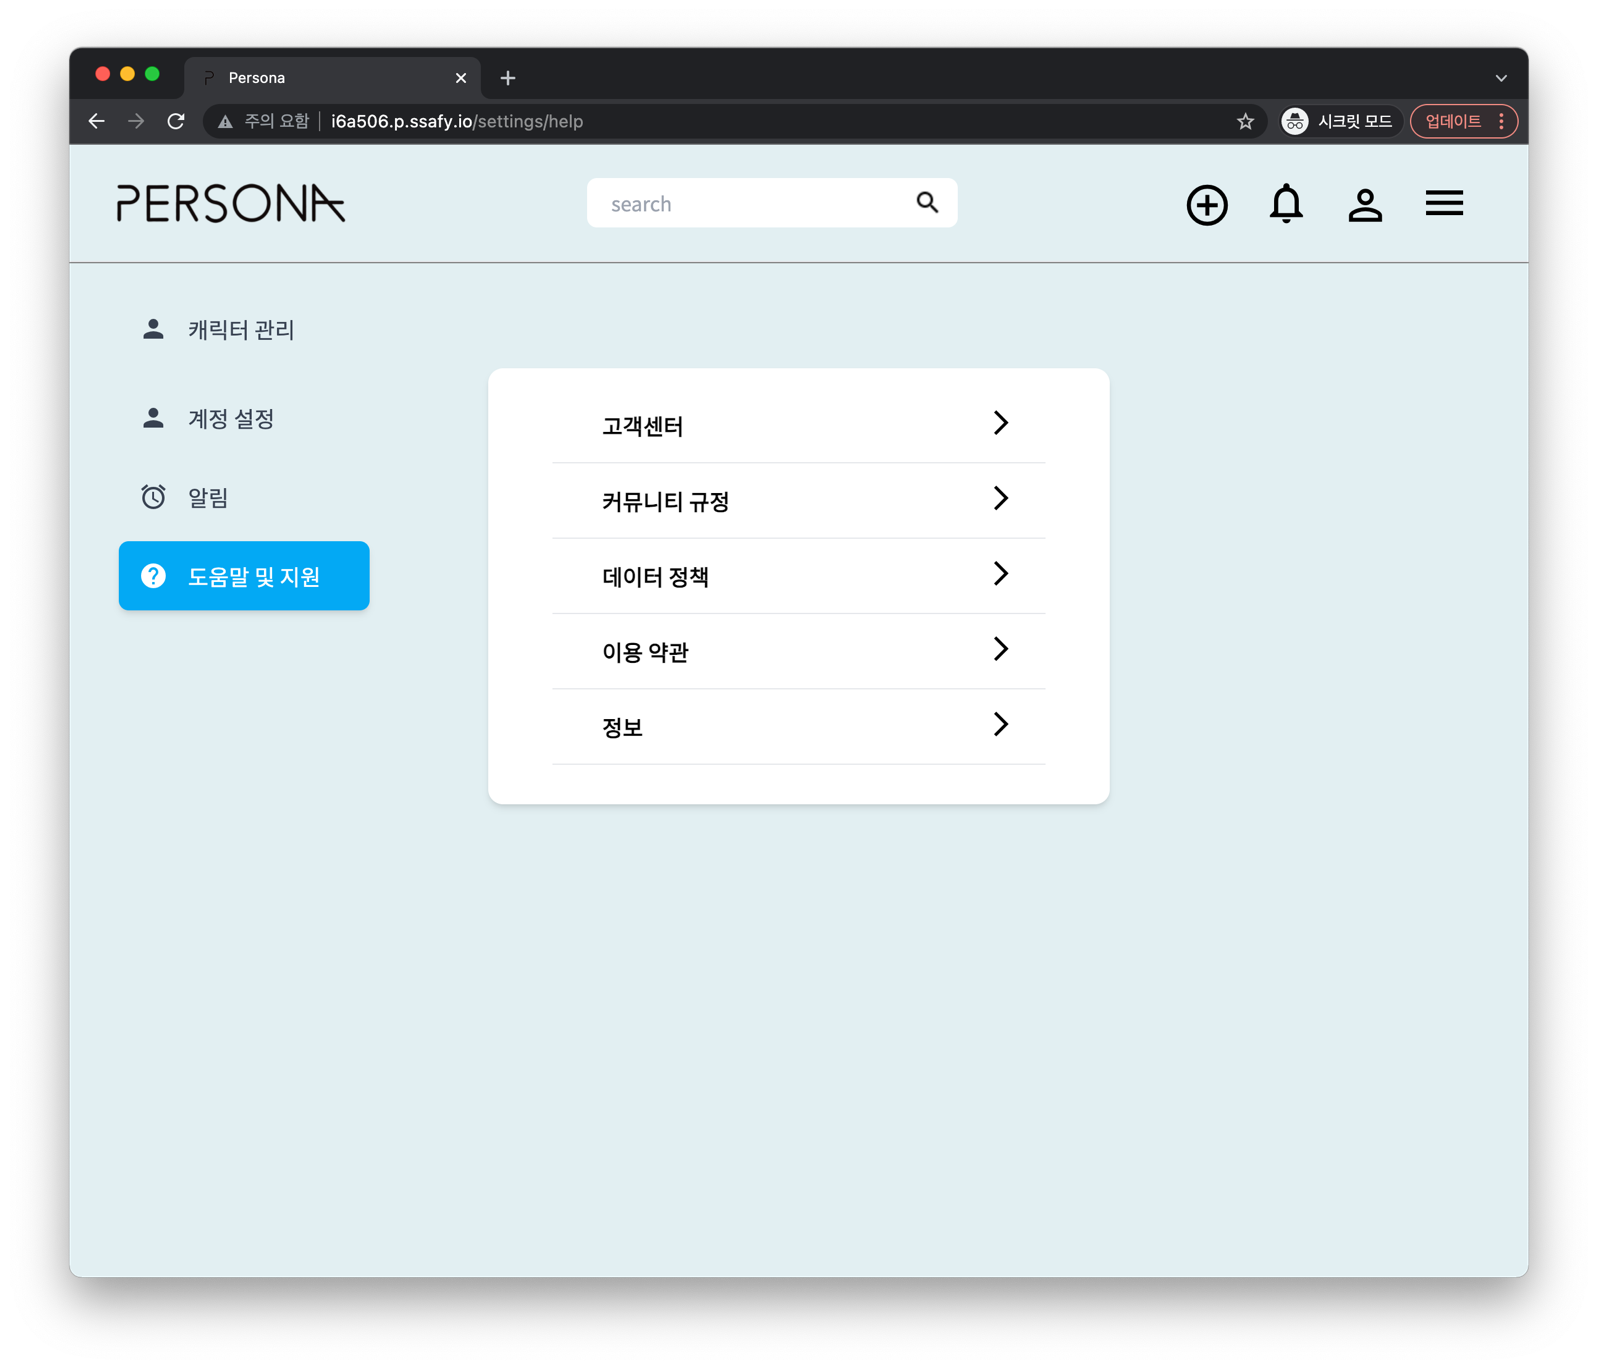 Persona
주의 요함 i6a506.p.ssafy.io/settings/help 시크릿 모드 업데이트
PERSONA
search
캐릭터 관리
계정 설정
알림
도움말 및 지원
고객센터
커뮤니티 규정
데이터 정책
이용 약관
정보